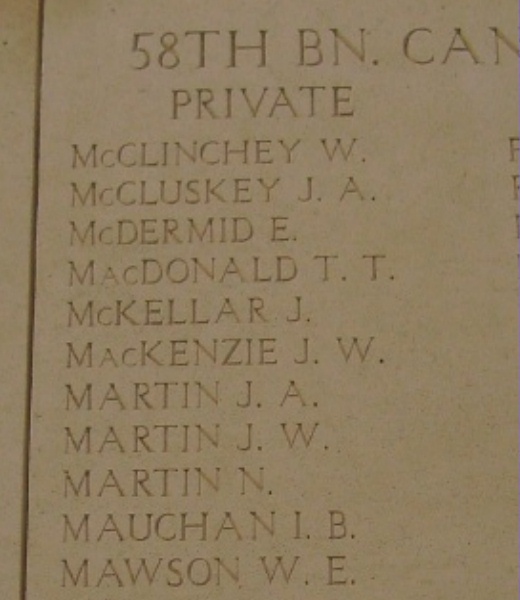 58TH BN. CAN
PRIVATE
McCLINCHEY W.
McCLUSKEY J. A.
McDERMID E.
MacDONALD T. T.
McKELLAR J.
MacKENZIE J. W.
MARTIN J. A.
MARTIN J. W.
MARTIN N.
MAUCHAN I. B.
MAWSON W. E.